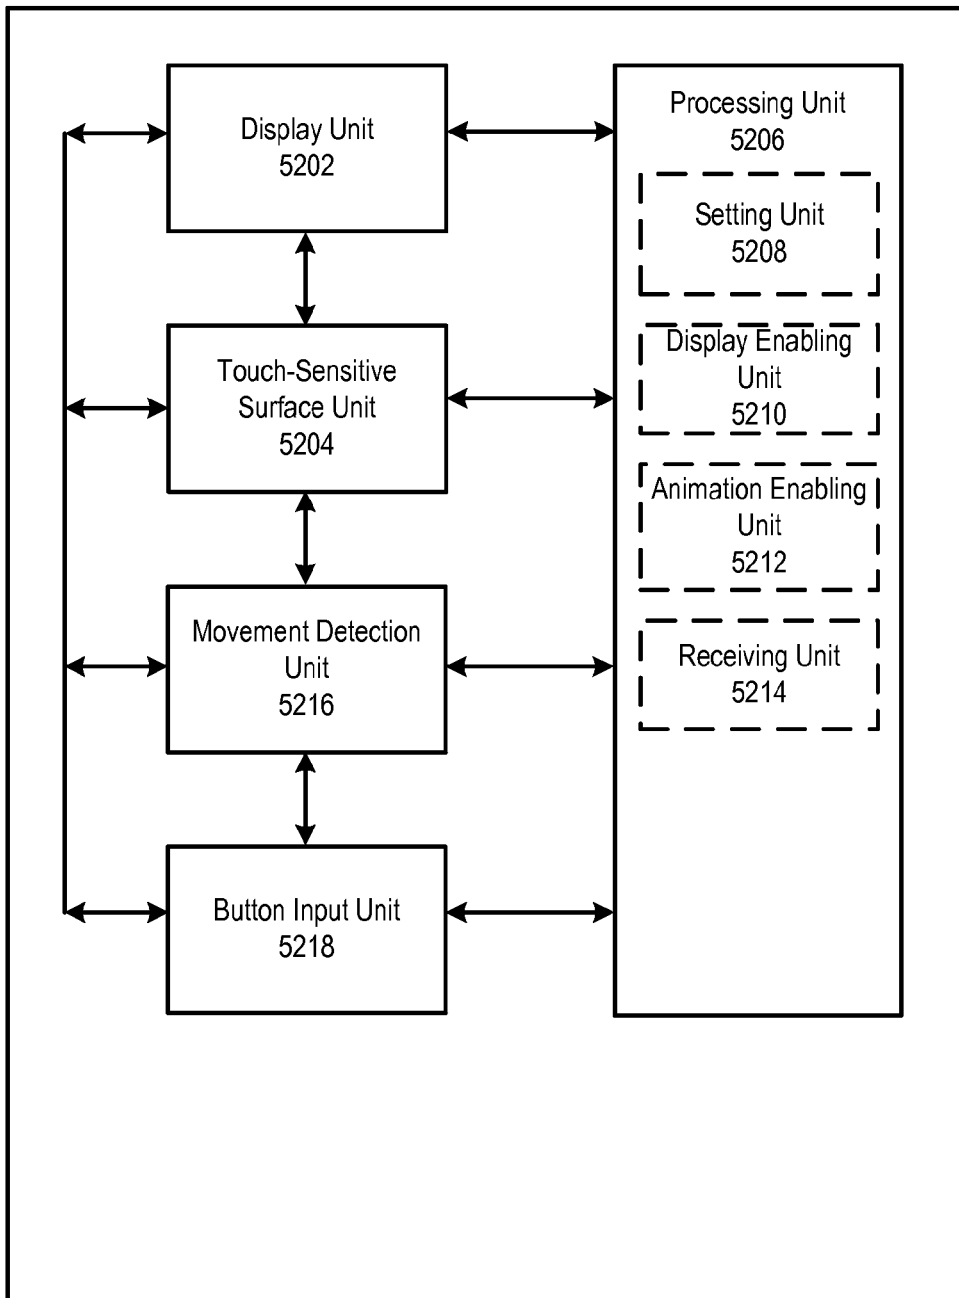 Display Unit
5202
Touch-Sensitive
Surface Unit
5204
Movement Detection
Unit
5216
Button Input Unit
5218
Processing Unit
5206
Setting Unit
5208
Display Enabling
Unit
5210
Animation Enabling
Unit
5212
Receiving Unit
5214